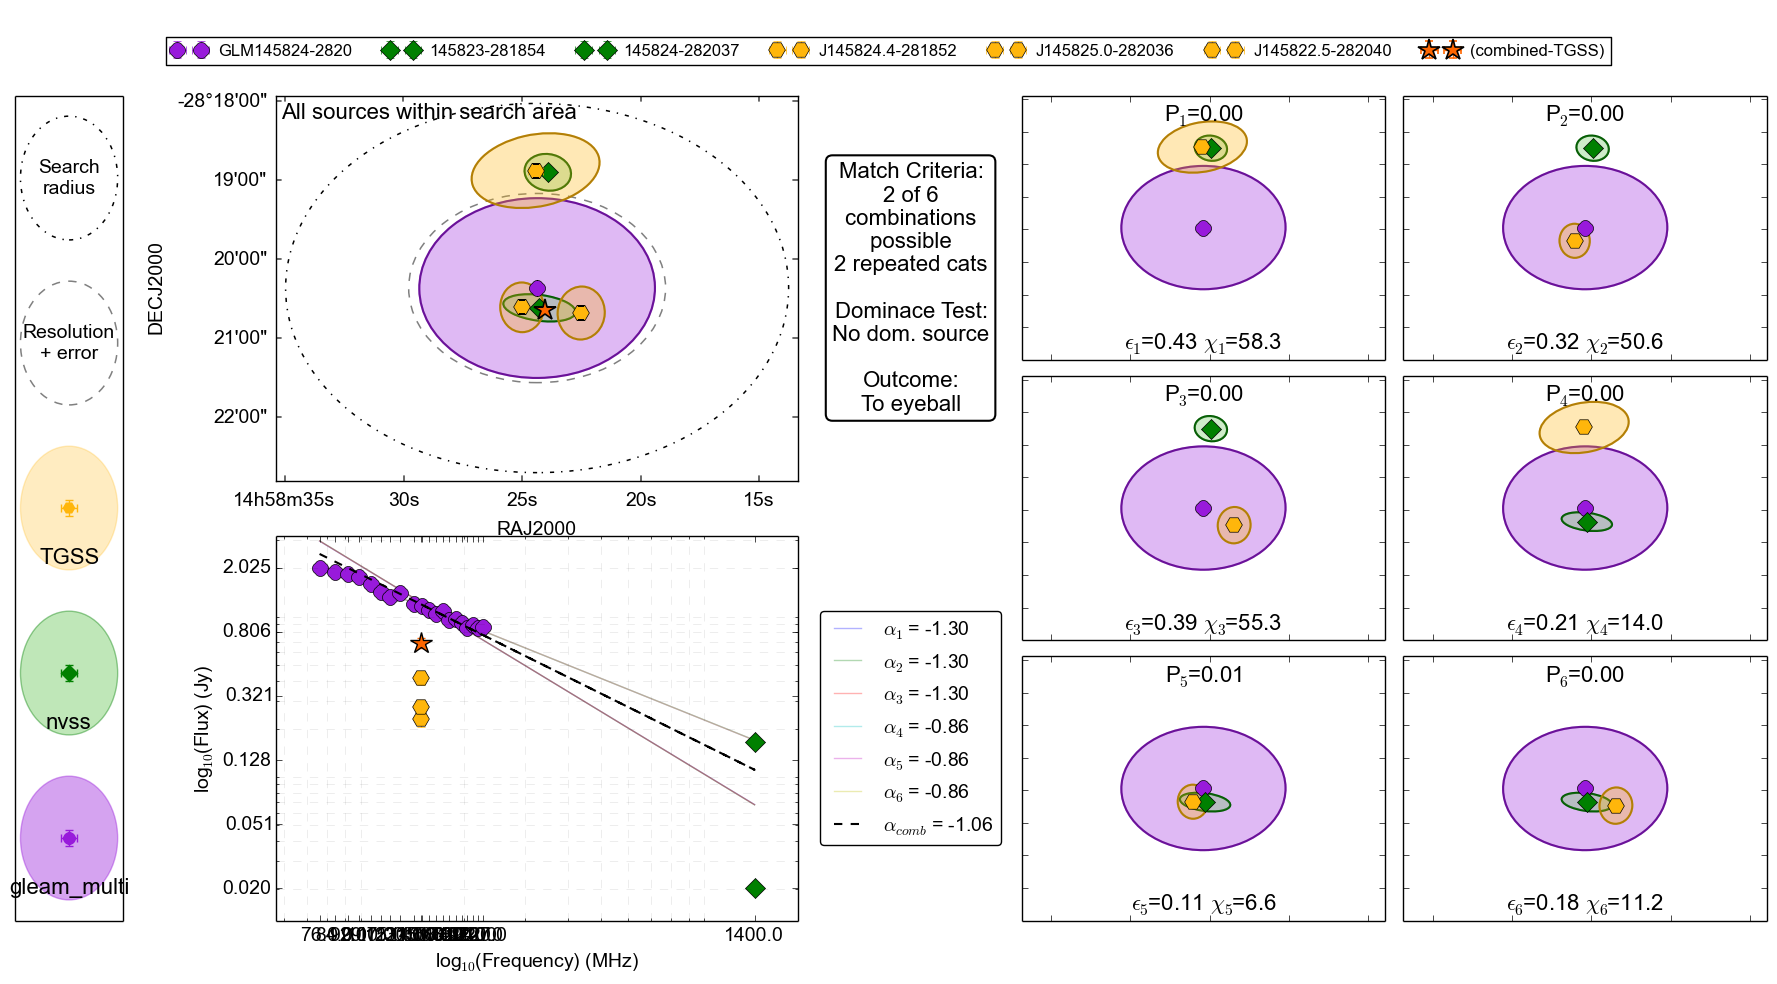 GLM145824-2820 145823-281854 145824-282037 J145824.4-281852 J145825.0-282036 J145822.5-282040 (combined-TGSS)
Search
radius
Resolution
+ error
TGSS
nvss
gleam_multi
All sources within search area
-28°18'00"
19'00"
20'00"
21'00"
22'00"
DECJ2000
14h58m35s 30s 25s 20s 15s
RAJ2000
Match Criteria:
2 of 6
combinations
possible
2 repeated cats
Dominace Test:
No dom. source
Outcome:
To eyeball
2.025
0.806
0.321
0.128
0.051
0.020
log10(Flux) (Jy)
1400.0
log10(Frequency) (MHz)
α1 = -1.30
α2 = -1.30
α3 = -1.30
α4 = -0.86
α5 = -0.86
α6 = -0.86
αcomb = -1.06
P1=0.00
ϵ1=0.43 χ1=58.3
P2=0.00
ϵ2=0.32 χ2=50.6
P3=0.00
ϵ3=0.39 χ3=55.3
P4=0.00
ϵ4=0.21 χ4=14.0
P5=0.01
ϵ5=0.11 χ5=6.6
P6=0.00
ϵ6=0.18 χ6=11.2